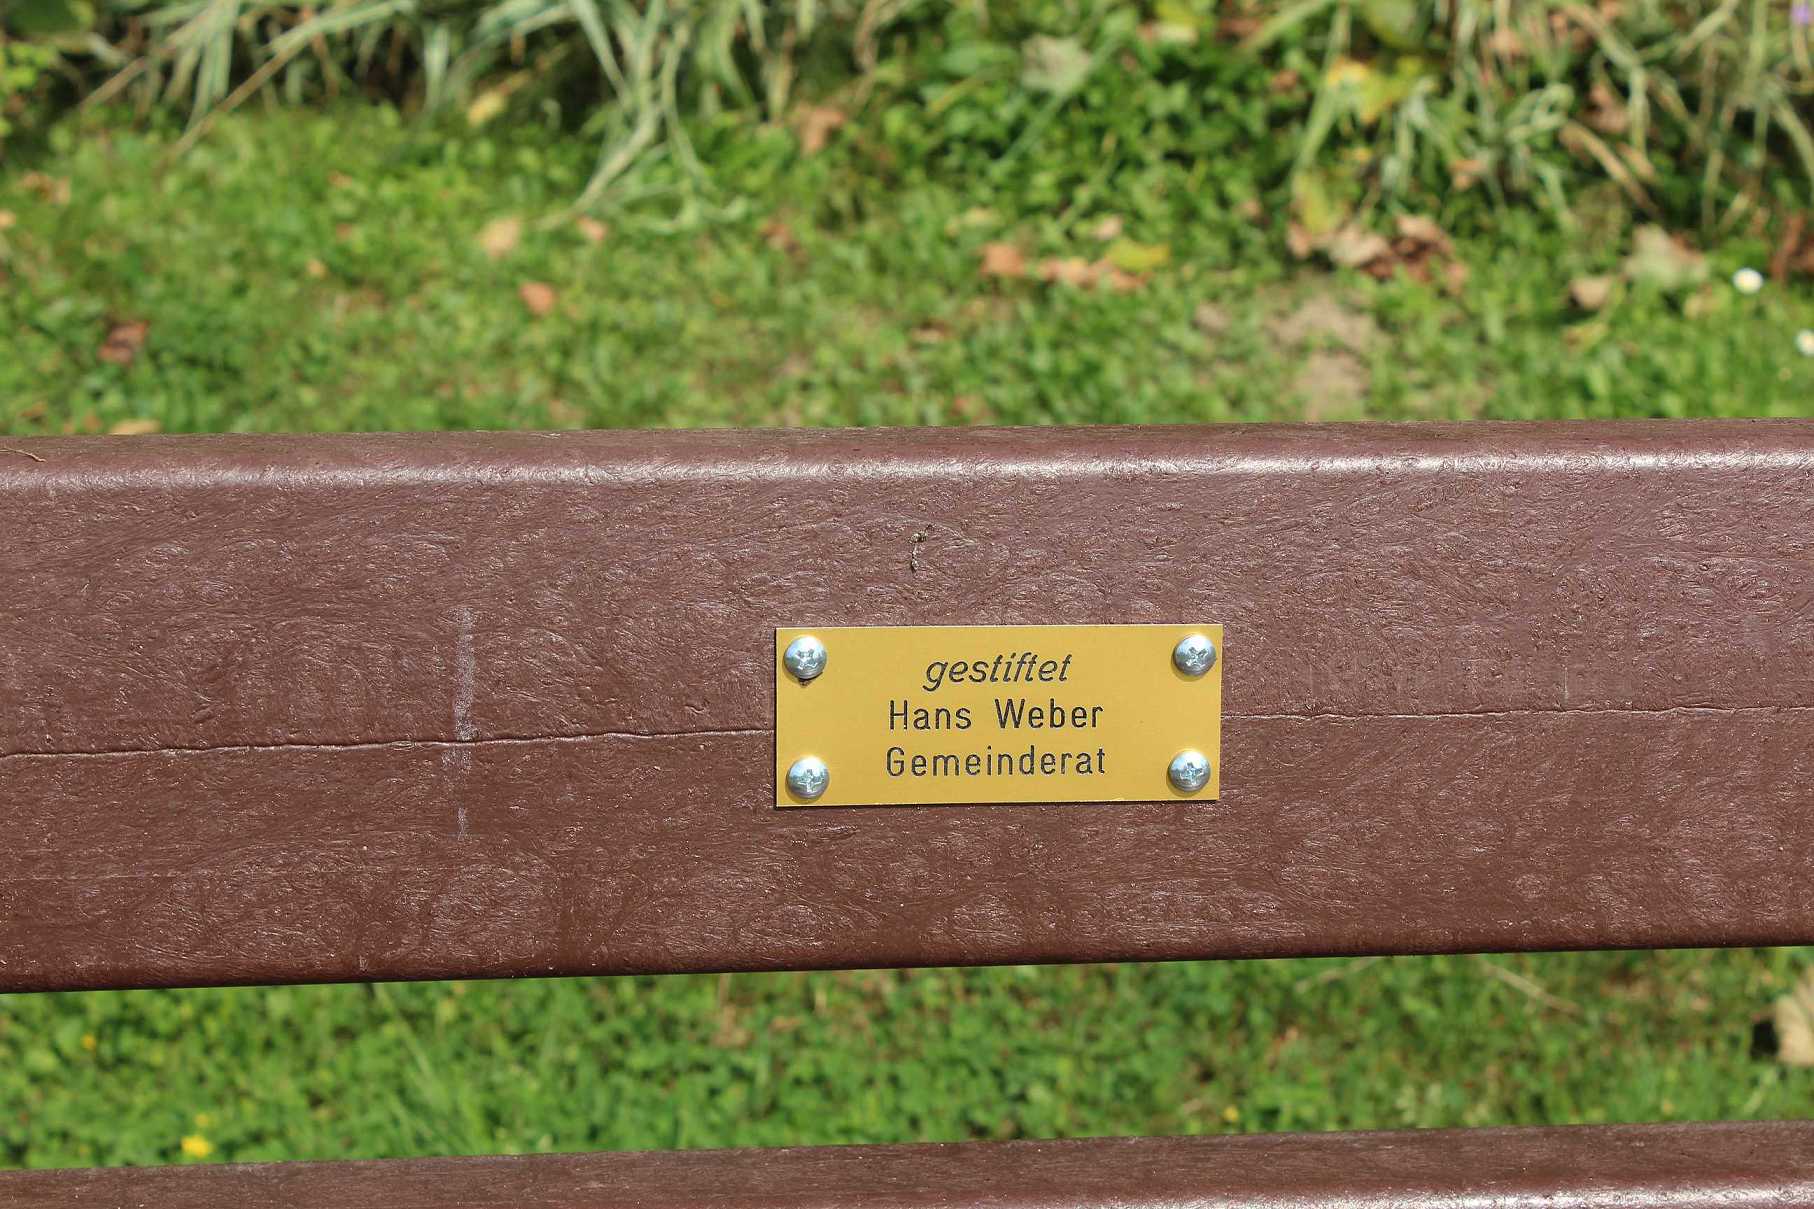 gestiftet
Hans Weber
Gemeinderat